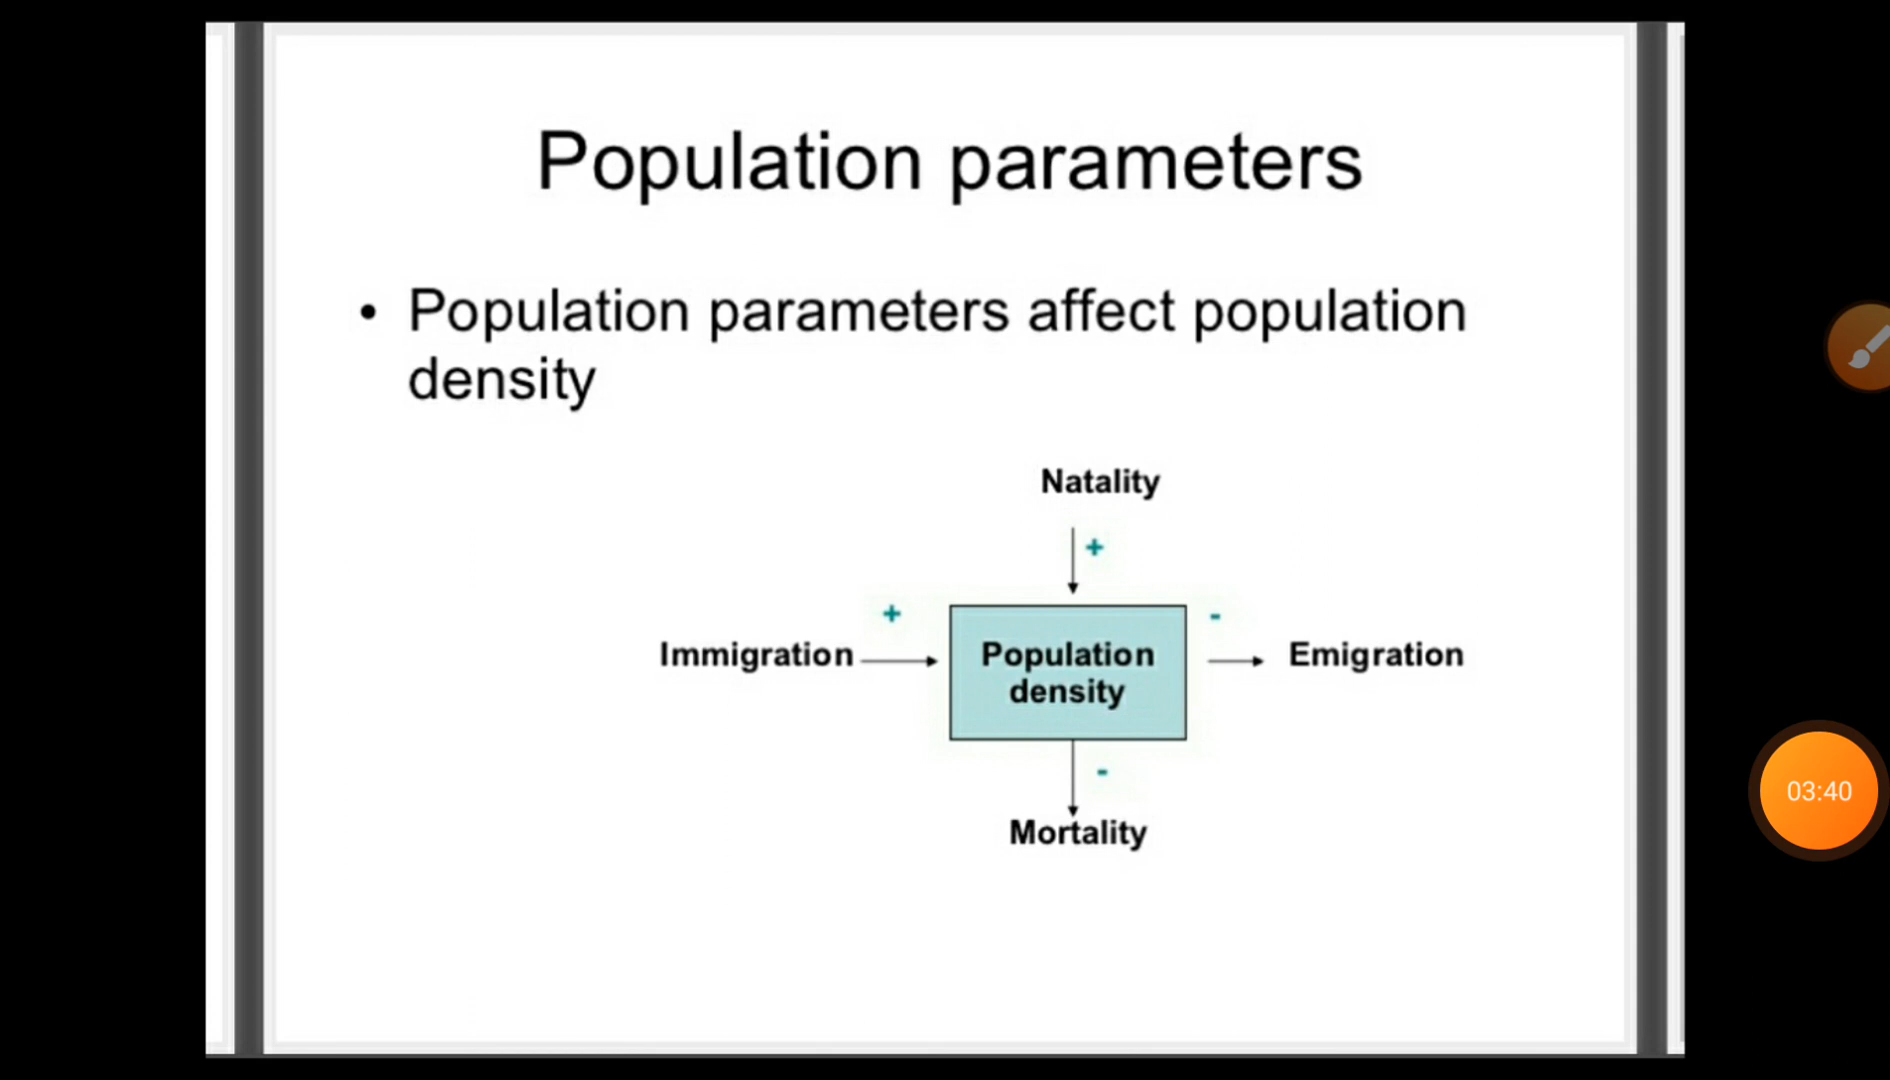 Population parameters
• Population parameters affect population
density
Natality
+
+
-
Immigration
Population
density
Emigration
-
Mortality
03:40